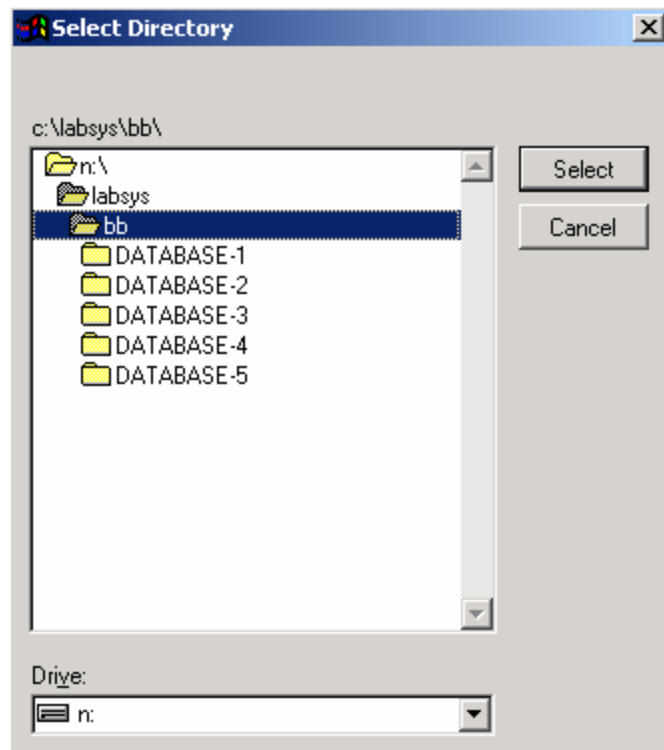 Select Directory
c:\labsys\bb\
n:\
Select
labsys
bb
Cancel
DATABASE-1
DATABASE-2
DATABASE-3
DATABASE-4
DATABASE-5
Drive:
n: